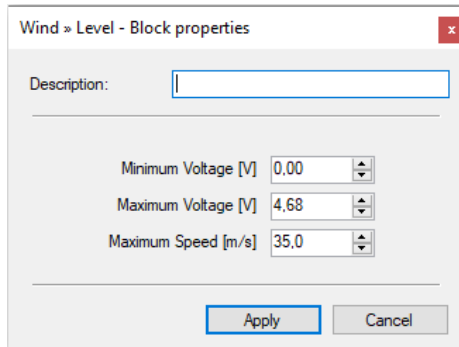 Wind » Level - Block properties x
Description:
Minimum Voltage [V] 0,00
Maximum Voltage [V] 4,68
Maximum Speed [m/s] 35,0
Apply Cancel